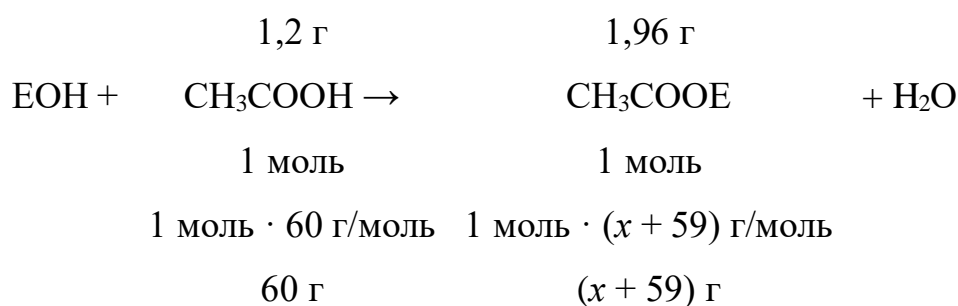 1,2 г 1,96 г
EOH + CH₃COOH → CH₃COOE + H₂O
1 моль 1 моль
1 моль · 60 г/моль 1 моль · (x + 59) г/моль
60 г (x + 59) г